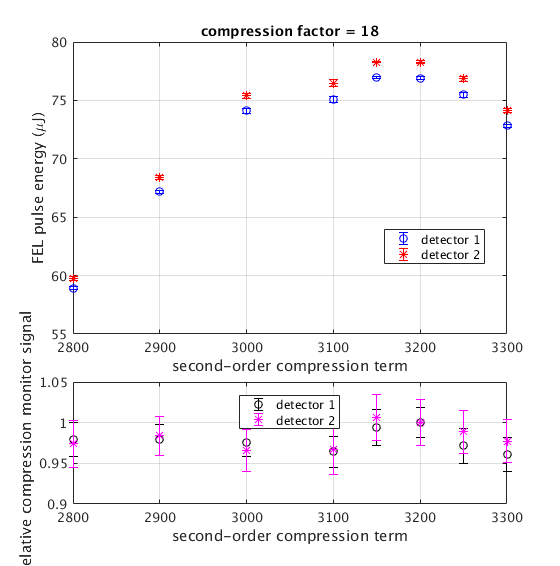 compression factor = 18
FEL pulse energy (μJ)
80
75
70
65
60
55
detector 1
detector 2
2800 2900 3000 3100 3200 3300
second-order compression term
elative compression monitor signal
1.05
1
0.95
0.9
detector 1
detector 2
2800 2900 3000 3100 3200 3300
second-order compression term